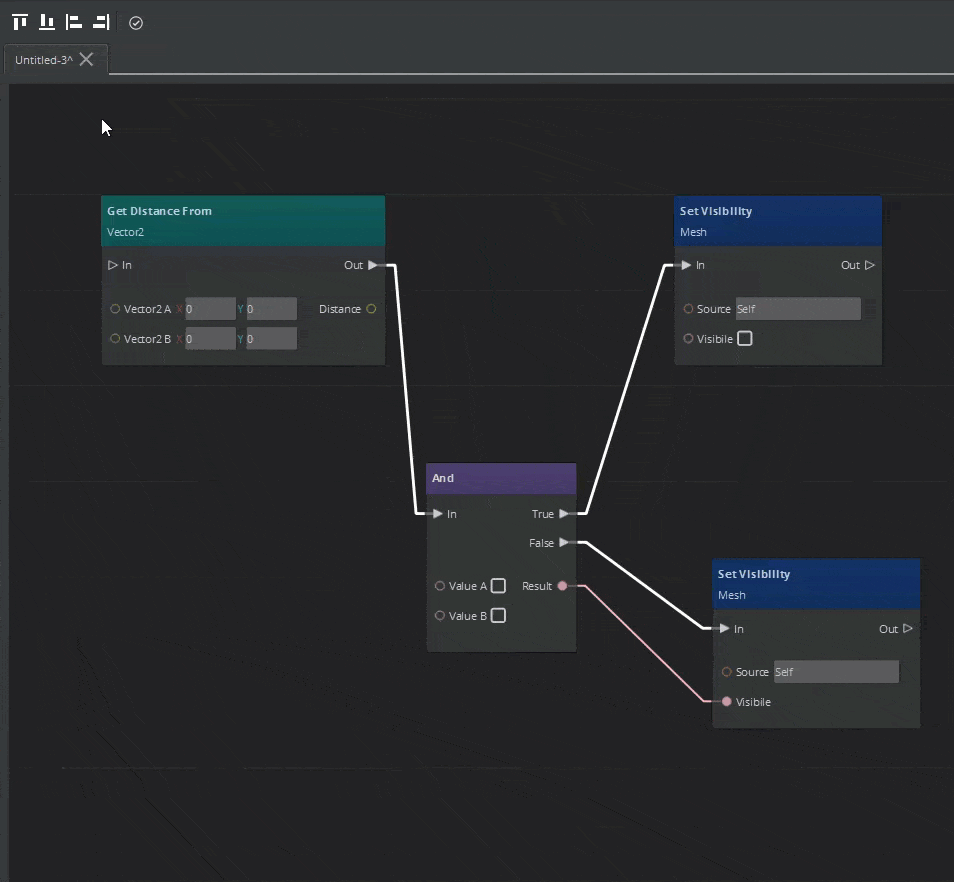 Untitled-3^
Get Distance From
Vector2
In Out
Vector2 A X 0 Y 0 Distance
Vector2 B X 0 Y 0
Set Visibility
Mesh
In Out
Source Self
Visibile
And
In True
False
Value A Result
Value B
Set Visibility
Mesh
In Out
Source Self
Visibile